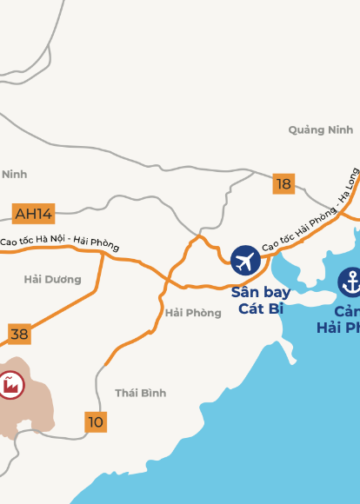 Quảng Ninh
Ninh
18
AH14
Cao tốc Hải Phòng - Hạ Long
Cao tốc Hà Nội - Hải Phòng
Hải Dương
Sân bay
Cát Bi
Cản
Hải Ph
Hải Phòng
38
Thái Bình
10